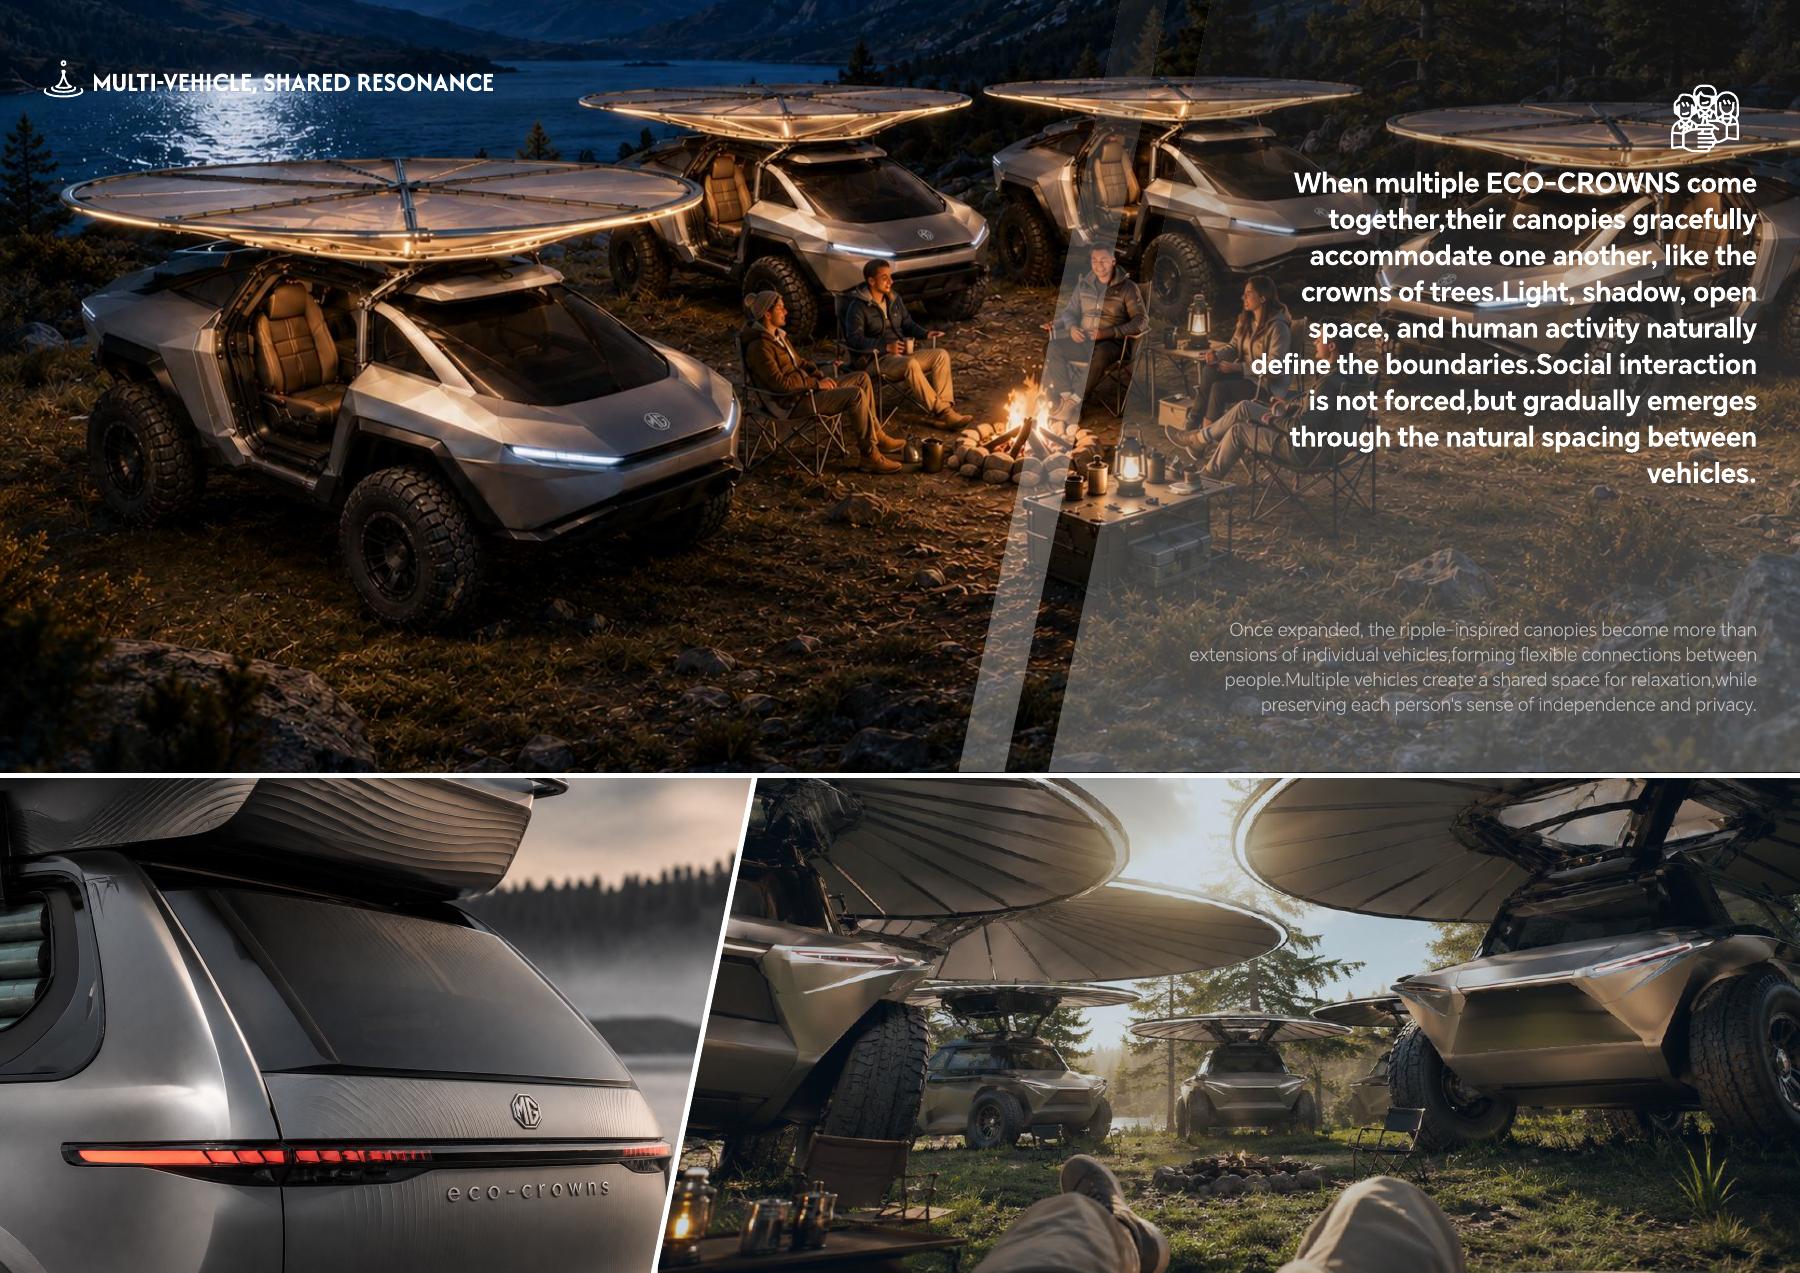 MULTI-VEHICLE, SHARED RESONANCE
When multiple ECO-CROWNS come
together,their canopies gracefully
accommodate one another, like the
crowns of trees.Light, shadow, open
space, and human activity naturally
define the boundaries.Social interaction
is not forced,but gradually emerges
through the natural spacing between
vehicles.
Once expanded, the ripple-inspired canopies become more than
extensions of individual vehicles,forming flexible connections between
people.Multiple vehicles create a shared space for relaxation,while
preserving each person's sense of independence and privacy.
MG
MG
eco-crowns